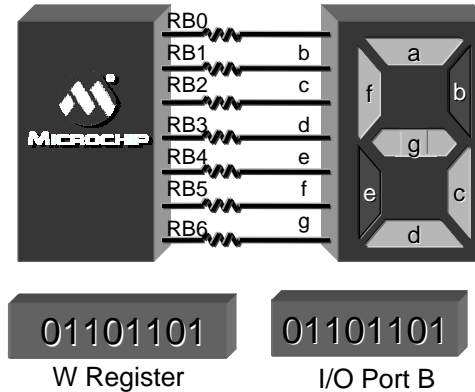 RB0
RB1 b
RB2 c
RB3 d
RB4 e
RB5 f
RB6 g
MICROCHIP
a
f b
g
e c
d
01101101 01101101
W Register I/O Port B